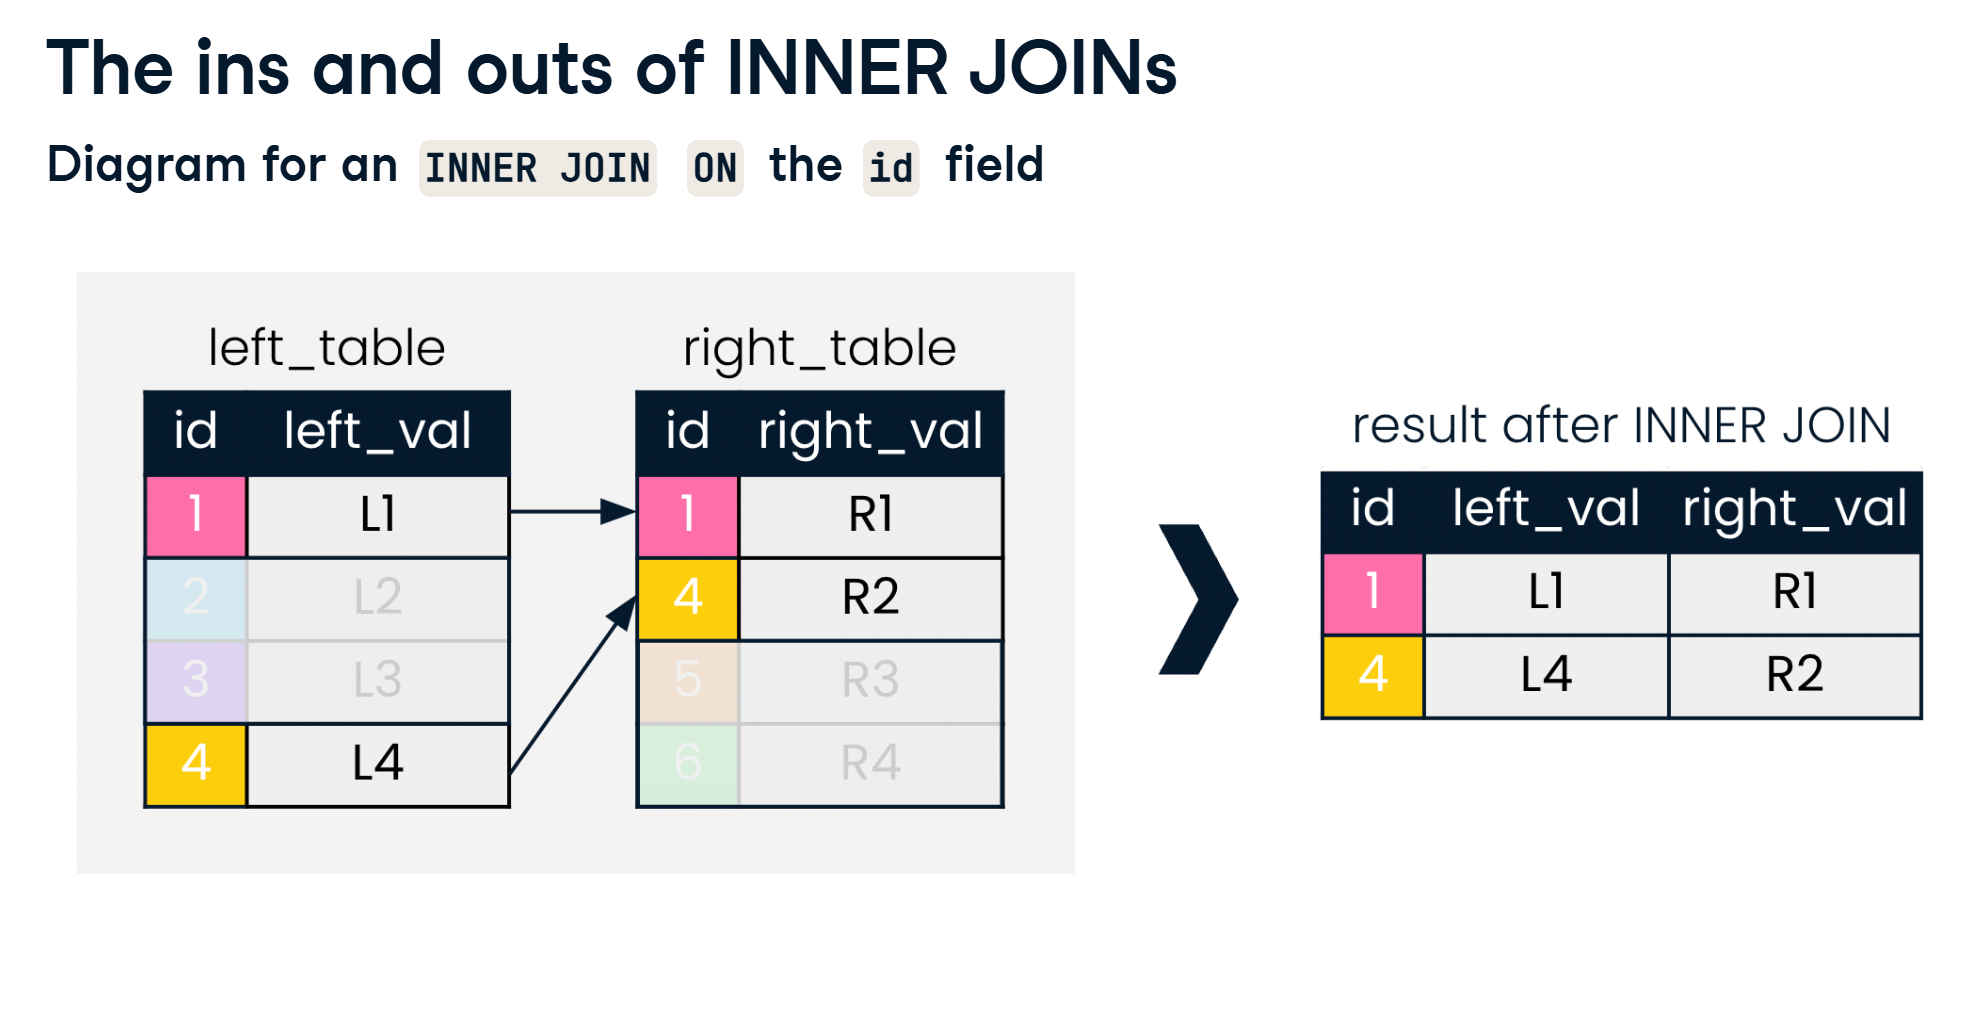 The ins and outs of INNER JOINs
Diagram for an INNER JOIN ON the id field
left_table
id left_val
1 L1
2 L2
3 L3
4 L4
right_table
id right_val
1 R1
4 R2
5 R3
6 R4
result after INNER JOIN
id left_val right_val
1 L1 R1
4 L4 R2